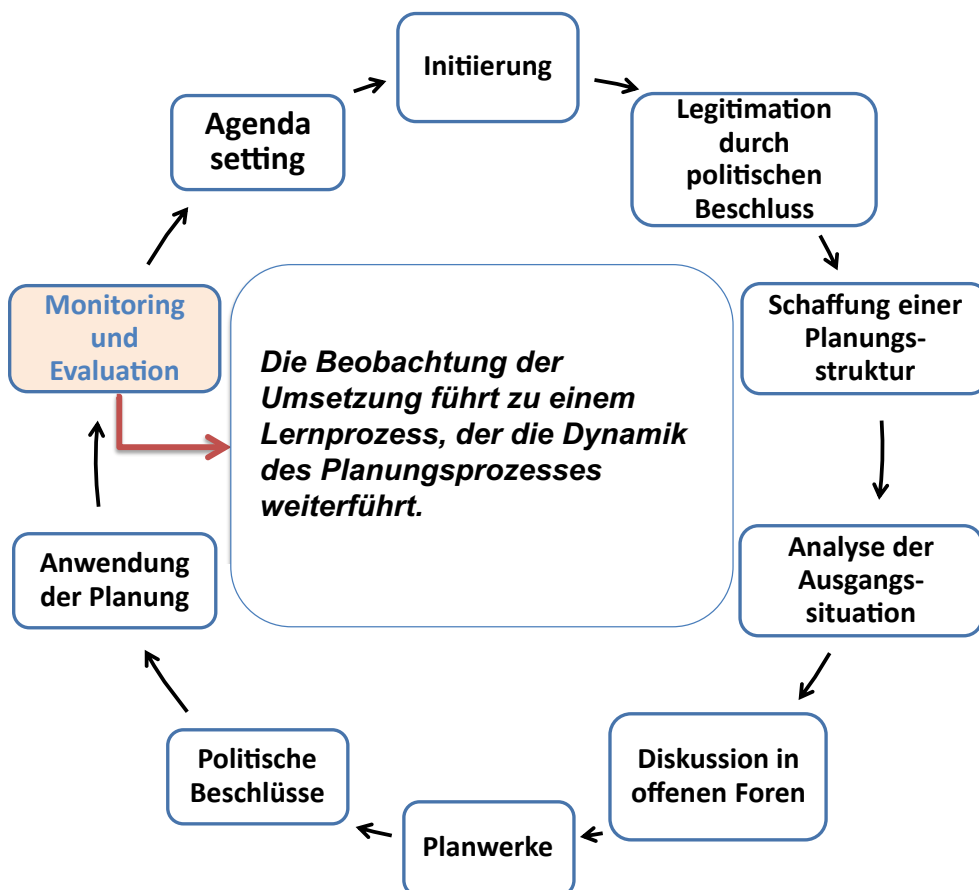 Initiierung
Legitimation
durch
politischen
Beschluss
Schaffung einer
Planungs-
struktur
Analyse der
Ausgangs-
situation
Diskussion in
offenen Foren
Planwerke
Politische
Beschlüsse
Anwendung
der Planung
Monitoring
und
Evaluation
Agenda
setting
Die Beobachtung der
Umsetzung führt zu einem
Lernprozess, der die Dynamik
des Planungsprozesses
weiterführt.